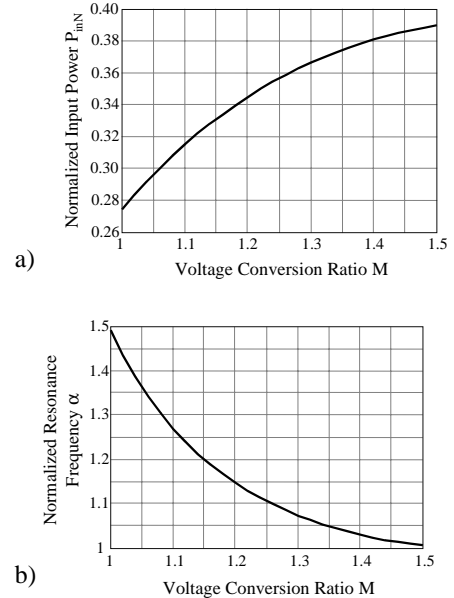 0.40
0.38
0.36
0.34
0.32
0.30
0.28
0.26
Normalized Input Power PinN
1 1.1 1.2 1.3 1.4 1.5
Voltage Conversion Ratio M
a)
1.5
1.4
1.3
1.2
1.1
1
Normalized Resonance
Frequency α
1 1.1 1.2 1.3 1.4 1.5
Voltage Conversion Ratio M
b)